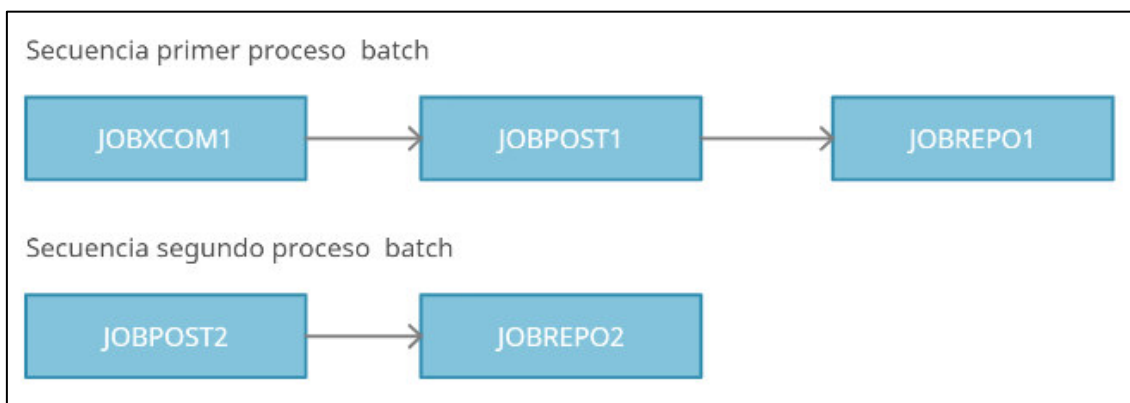 Secuencia primer proceso batch
JOBXCOM1
JOBPOST1
JOBREPO1
Secuencia segundo proceso batch
JOBPOST2
JOBREPO2